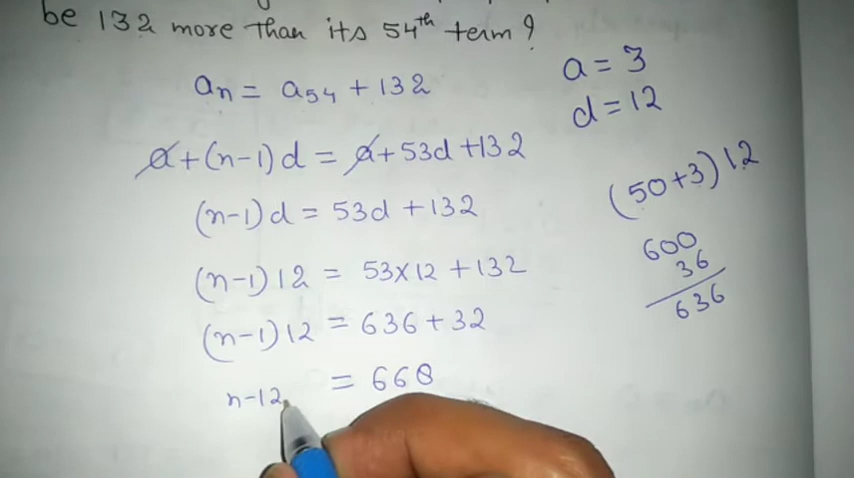 be 132 more than its 54th term?
an = a54 + 132
a+(n-1)d = a+53d+132
(n-1)d = 53d+132
(n-1)12 = 53×12+132
(n-1)12 = 636+32
n-12 = 668
a = 3
d = 12
(50+3)12
600
36
636